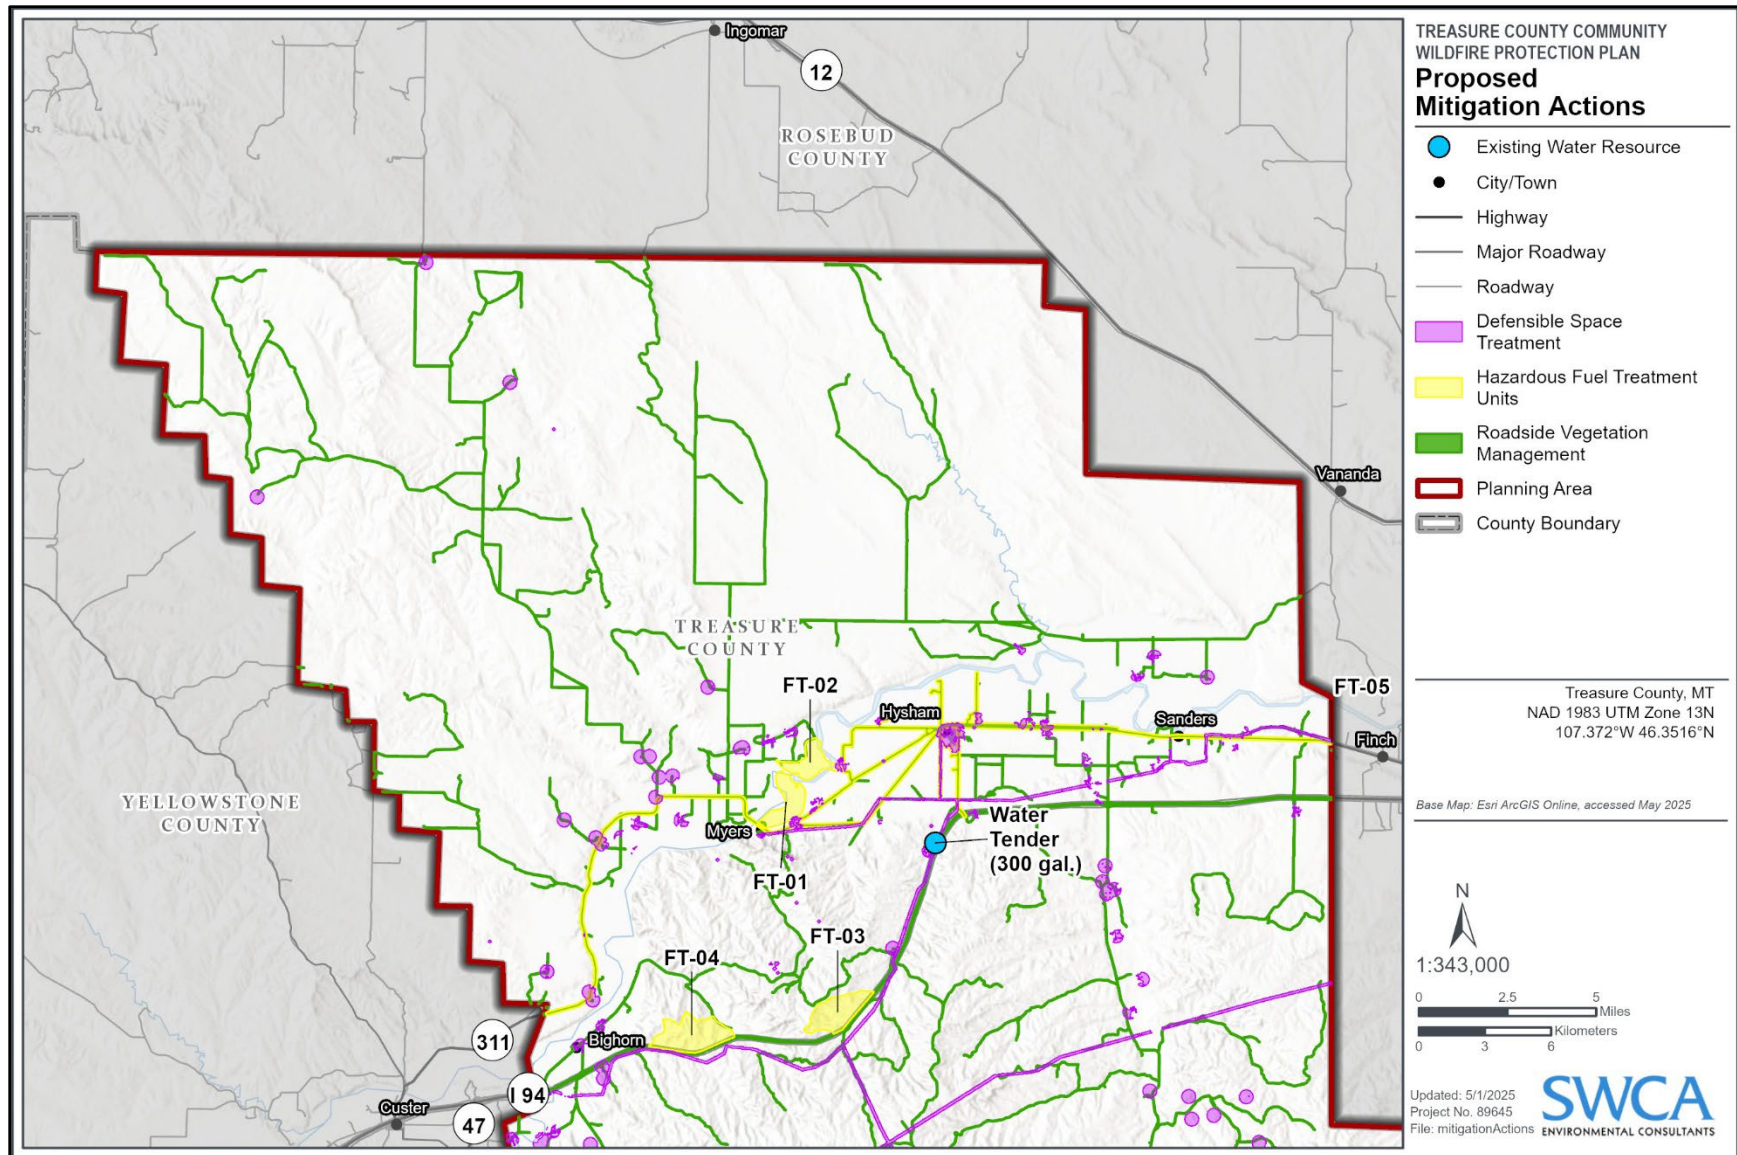 Ingomar
12
ROSEBUD
COUNTY
Vananda
TREASURE
COUNTY
FT-02
FT-05
Hysham
Sanders
Finch
YELLOWSTONE
COUNTY
Myers
Water
Tender
(300 gal.)
FT-01
FT-03
FT-04
311
Bighorn
I 94
Custer
47
TREASURE COUNTY COMMUNITY
WILDFIRE PROTECTION PLAN
Proposed
Mitigation Actions
Existing Water Resource
City/Town
Highway
Major Roadway
Roadway
Defensible Space
Treatment
Hazardous Fuel Treatment
Units
Roadside Vegetation
Management
Planning Area
County Boundary
Treasure County, MT
NAD 1983 UTM Zone 13N
107.372°W 46.3516°N
Base Map: Esri ArcGIS Online, accessed May 2025
N
1:343,000
0 2.5 5
Miles
Kilometers
0 3 6
Updated: 5/1/2025
Project No. 89645
File: mitigationActions
SWCA
ENVIRONMENTAL CONSULTANTS